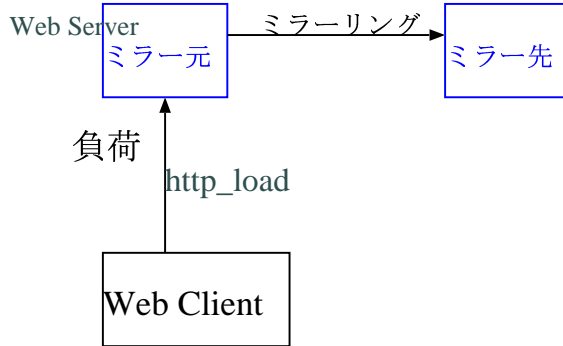 Web Server
ミラーリング
ミラー元
ミラー先
負荷
http_load
Web Client